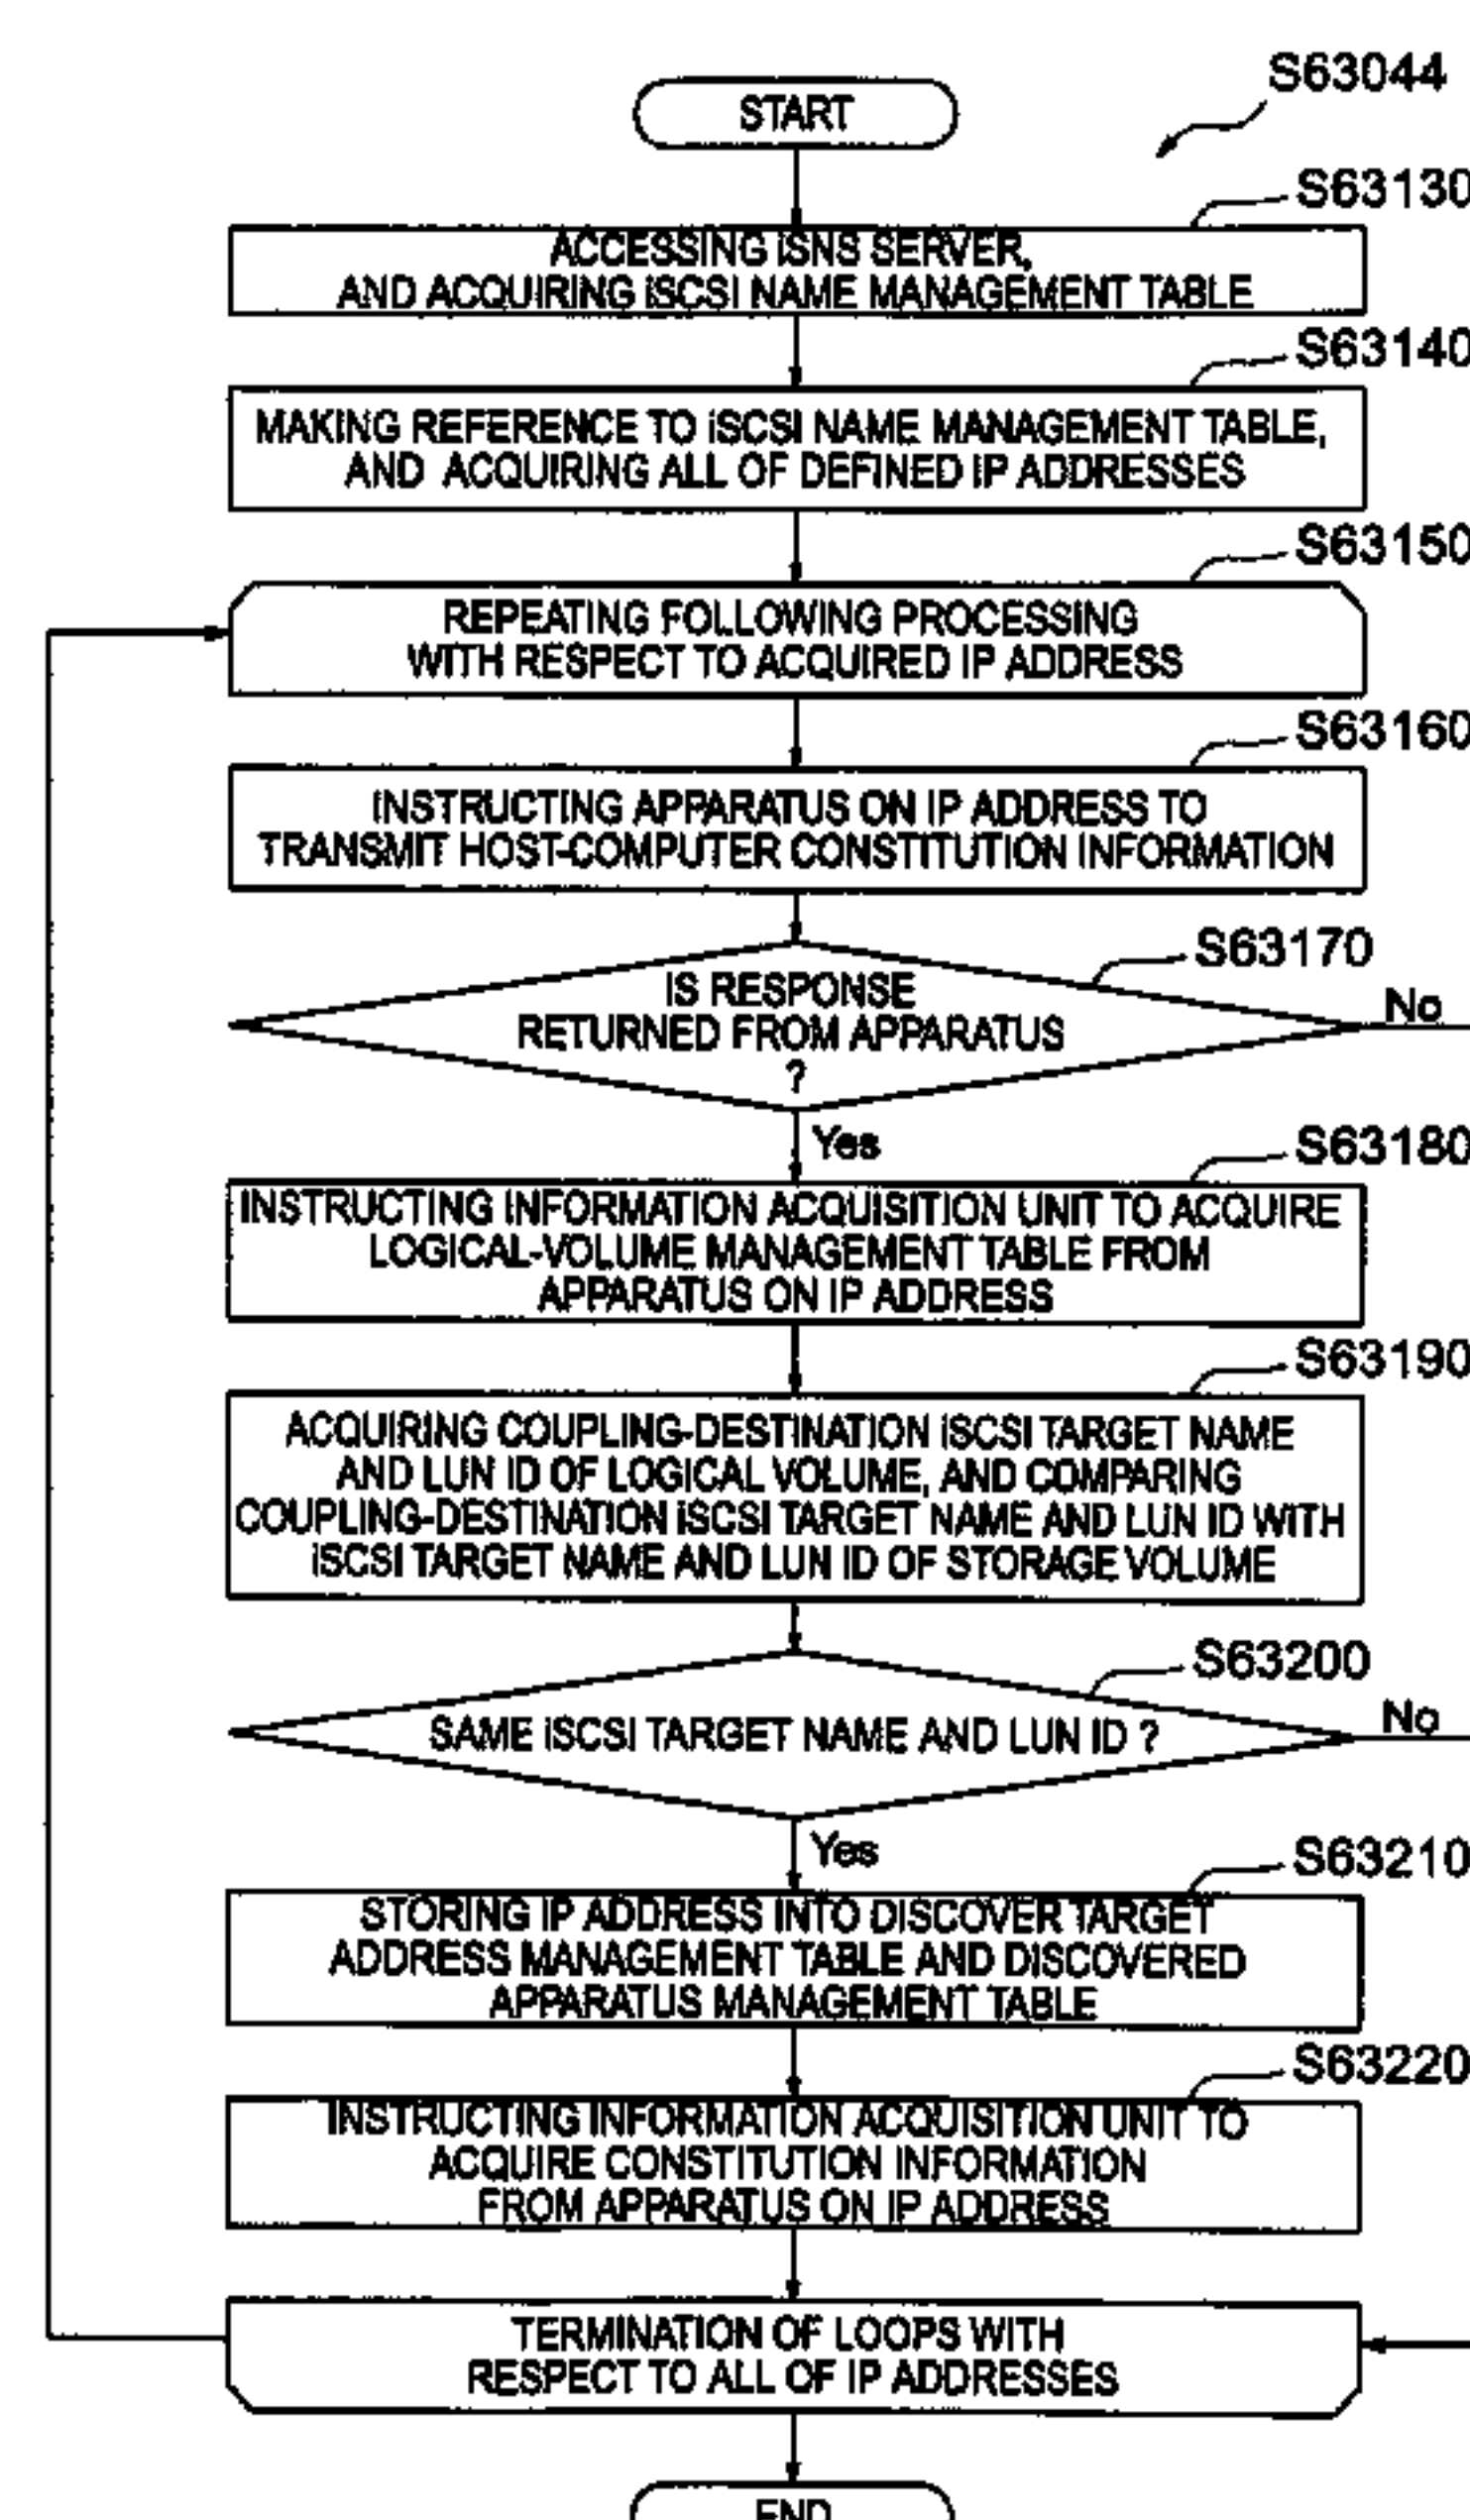 S63044
START
S63130
ACCESSING iSNS SERVER,
AND ACQUIRING iSCSI NAME MANAGEMENT TABLE
S63140
MAKING REFERENCE TO iSCSI NAME MANAGEMENT TABLE,
AND ACQUIRING ALL OF DEFINED IP ADDRESSES
S63150
REPEATING FOLLOWING PROCESSING
WITH RESPECT TO ACQUIRED IP ADDRESS
S63160
INSTRUCTING APPARATUS ON IP ADDRESS TO
TRANSMIT HOST-COMPUTER CONSTITUTION INFORMATION
S63170
IS RESPONSE
RETURNED FROM APPARATUS
?
No
Yes
S63180
INSTRUCTING INFORMATION ACQUISITION UNIT TO ACQUIRE
LOGICAL-VOLUME MANAGEMENT TABLE FROM
APPARATUS ON IP ADDRESS
S63190
ACQUIRING COUPLING-DESTINATION iSCSI TARGET NAME
AND LUN ID OF LOGICAL VOLUME, AND COMPARING
COUPLING-DESTINATION iSCSI TARGET NAME AND LUN ID WITH
iSCSI TARGET NAME AND LUN ID OF STORAGE VOLUME
S63200
SAME iSCSI TARGET NAME AND LUN ID ?
No
Yes
S63210
STORING IP ADDRESS INTO DISCOVER TARGET
ADDRESS MANAGEMENT TABLE AND DISCOVERED
APPARATUS MANAGEMENT TABLE
S63220
INSTRUCTING INFORMATION ACQUISITION UNIT TO
ACQUIRE CONSTITUTION INFORMATION
FROM APPARATUS ON IP ADDRESS
TERMINATION OF LOOPS WITH
RESPECT TO ALL OF IP ADDRESSES
END